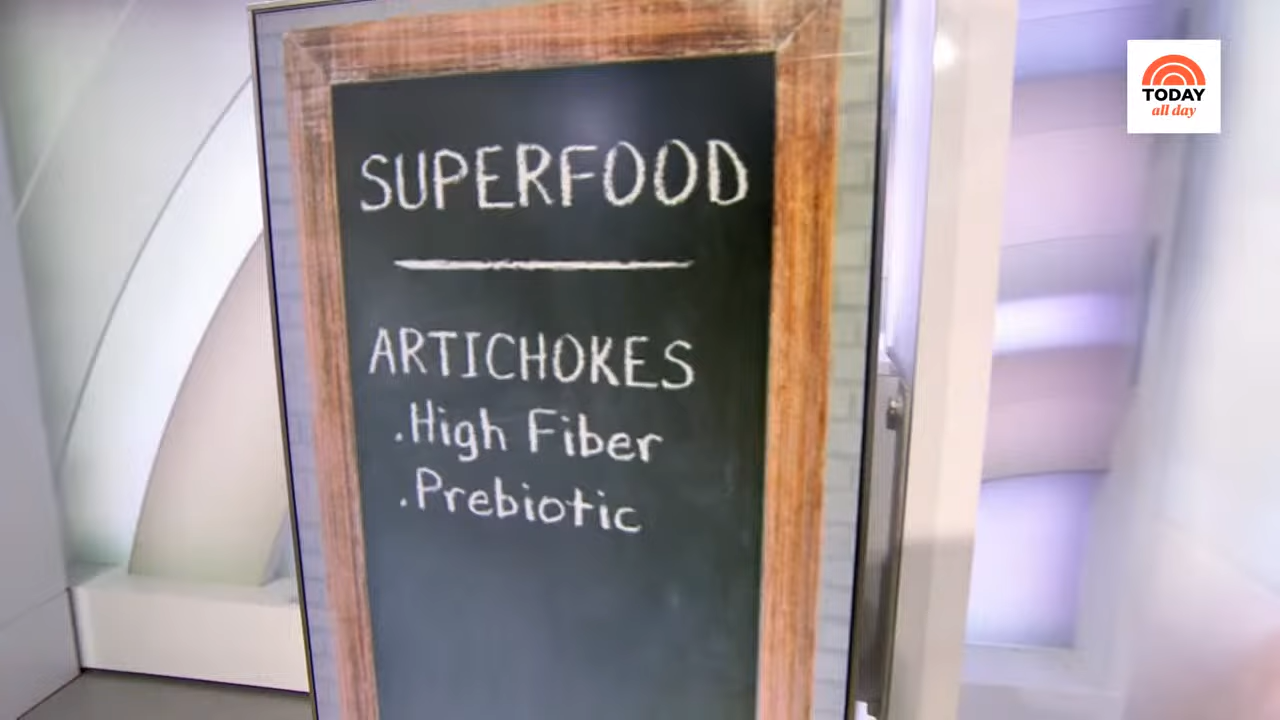 SUPERFOOD
ARTICHOKES
.High Fiber
.Prebiotic
TODAY
all day